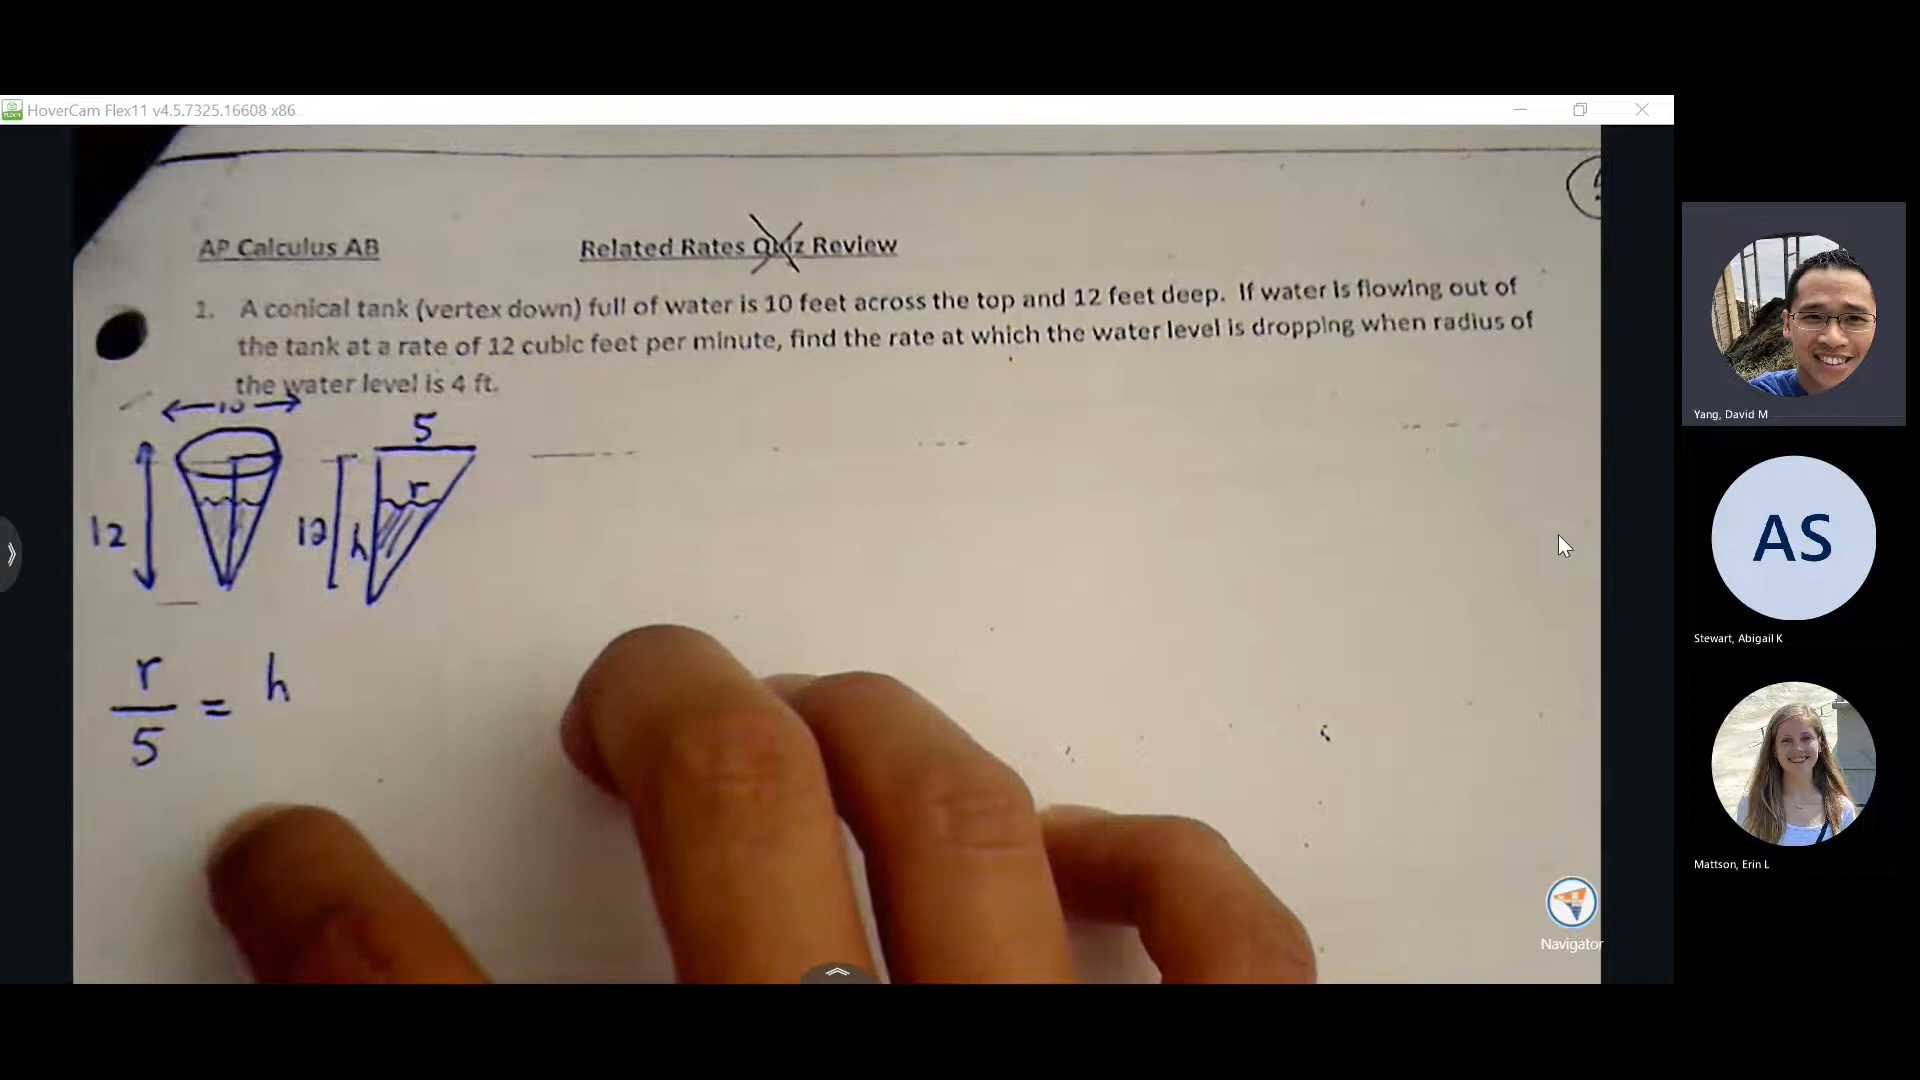 HoverCam Flex11 v4.5.7325.16608 x86
AP Calculus AB
Related Rates Quiz Review
1. A conical tank (vertex down) full of water is 10 feet across the top and 12 feet deep. If water is flowing out of
the tank at a rate of 12 cubic feet per minute, find the rate at which the water level is dropping when radius of
the water level is 4 ft.
10
5
r
12
12
h
r
5
=
h
Navigator
Yang, David M
AS
Stewart, Abigail K
Mattson, Erin L